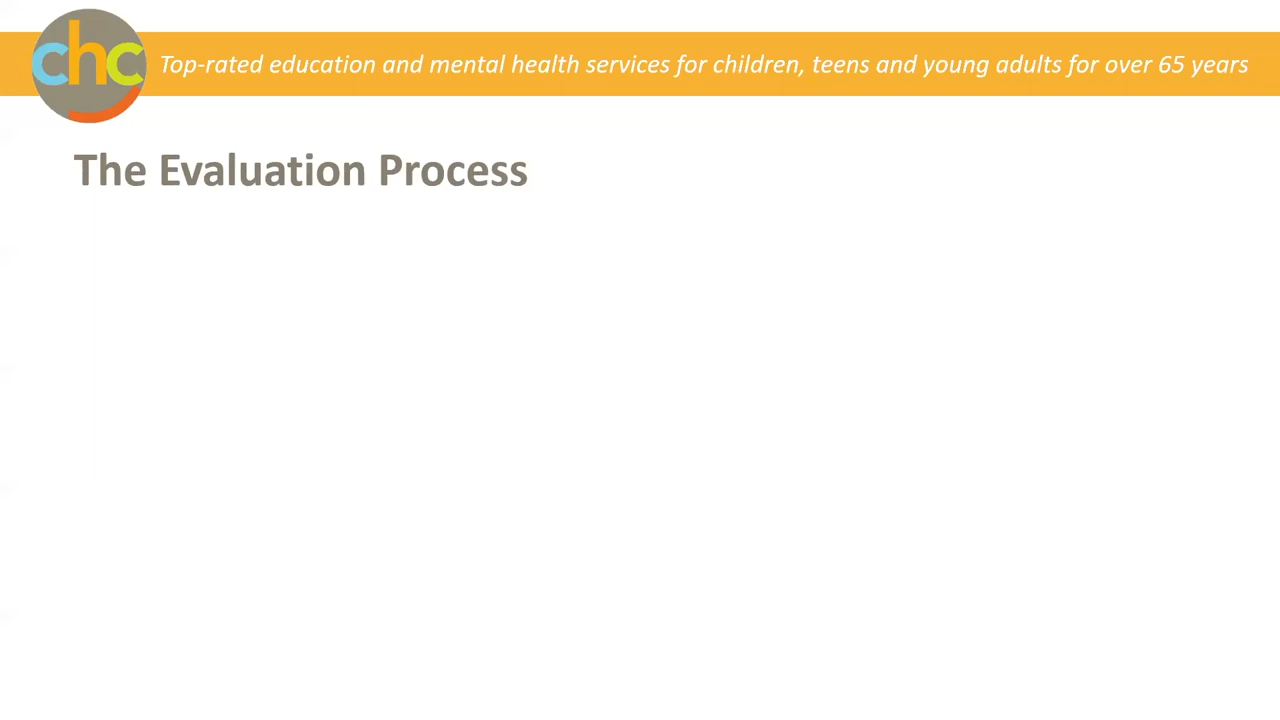 chc
Top-rated education and mental health services for children, teens and young adults for over 65 years
The Evaluation Process